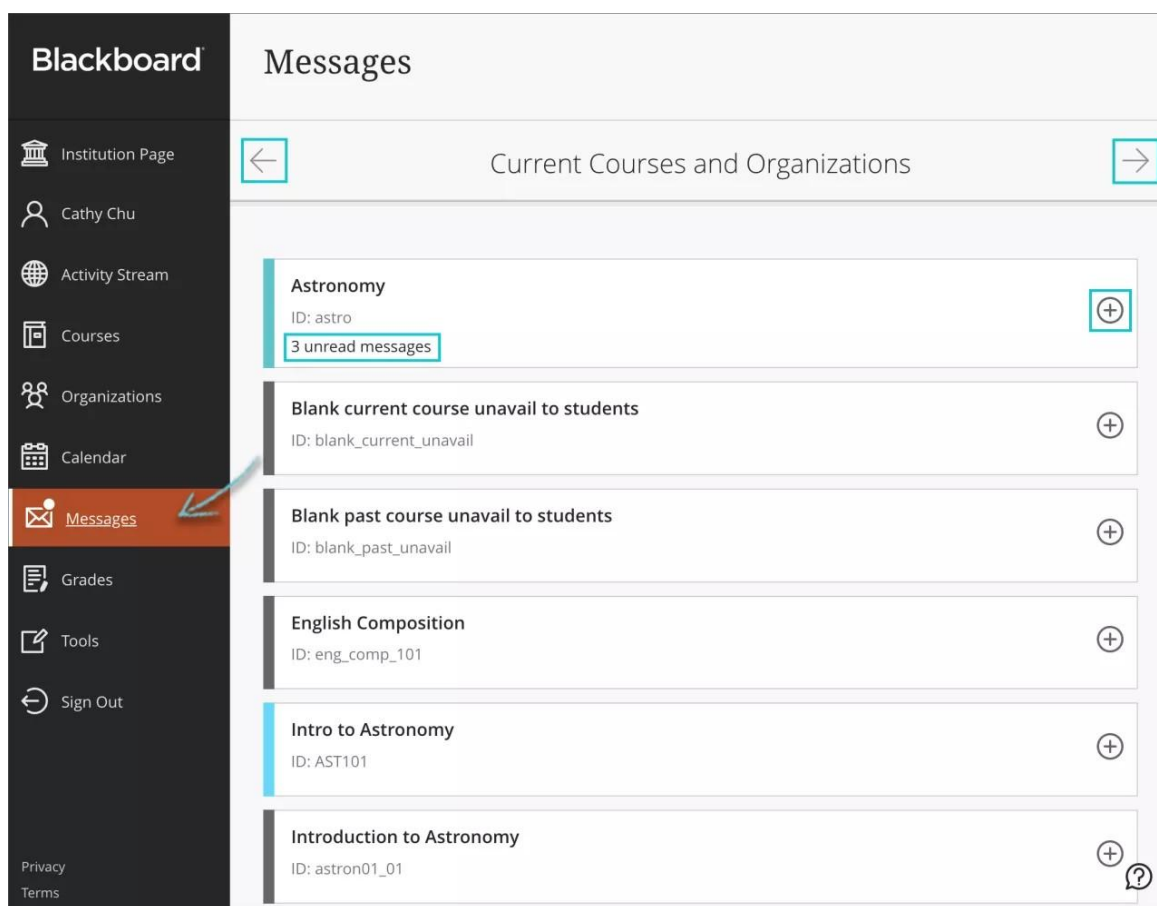 Blackboard
Institution Page
Cathy Chu
Activity Stream
Courses
Organizations
Calendar
Messages
Grades
Tools
Sign Out
Privacy
Terms
Messages
Current Courses and Organizations
Astronomy
ID: astro
3 unread messages
Blank current course unavail to students
ID: blank_current_unavail
Blank past course unavail to students
ID: blank_past_unavail
English Composition
ID: eng_comp_101
Intro to Astronomy
ID: AST101
Introduction to Astronomy
ID: astron01_01